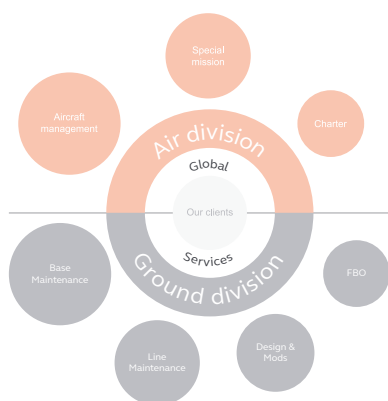 Special
mission
Aircraft
management
Charter
Air division
Global
Our clients
Services
Ground division
Base
Maintenance
FBO
Line
Maintenance
Design &
Mods